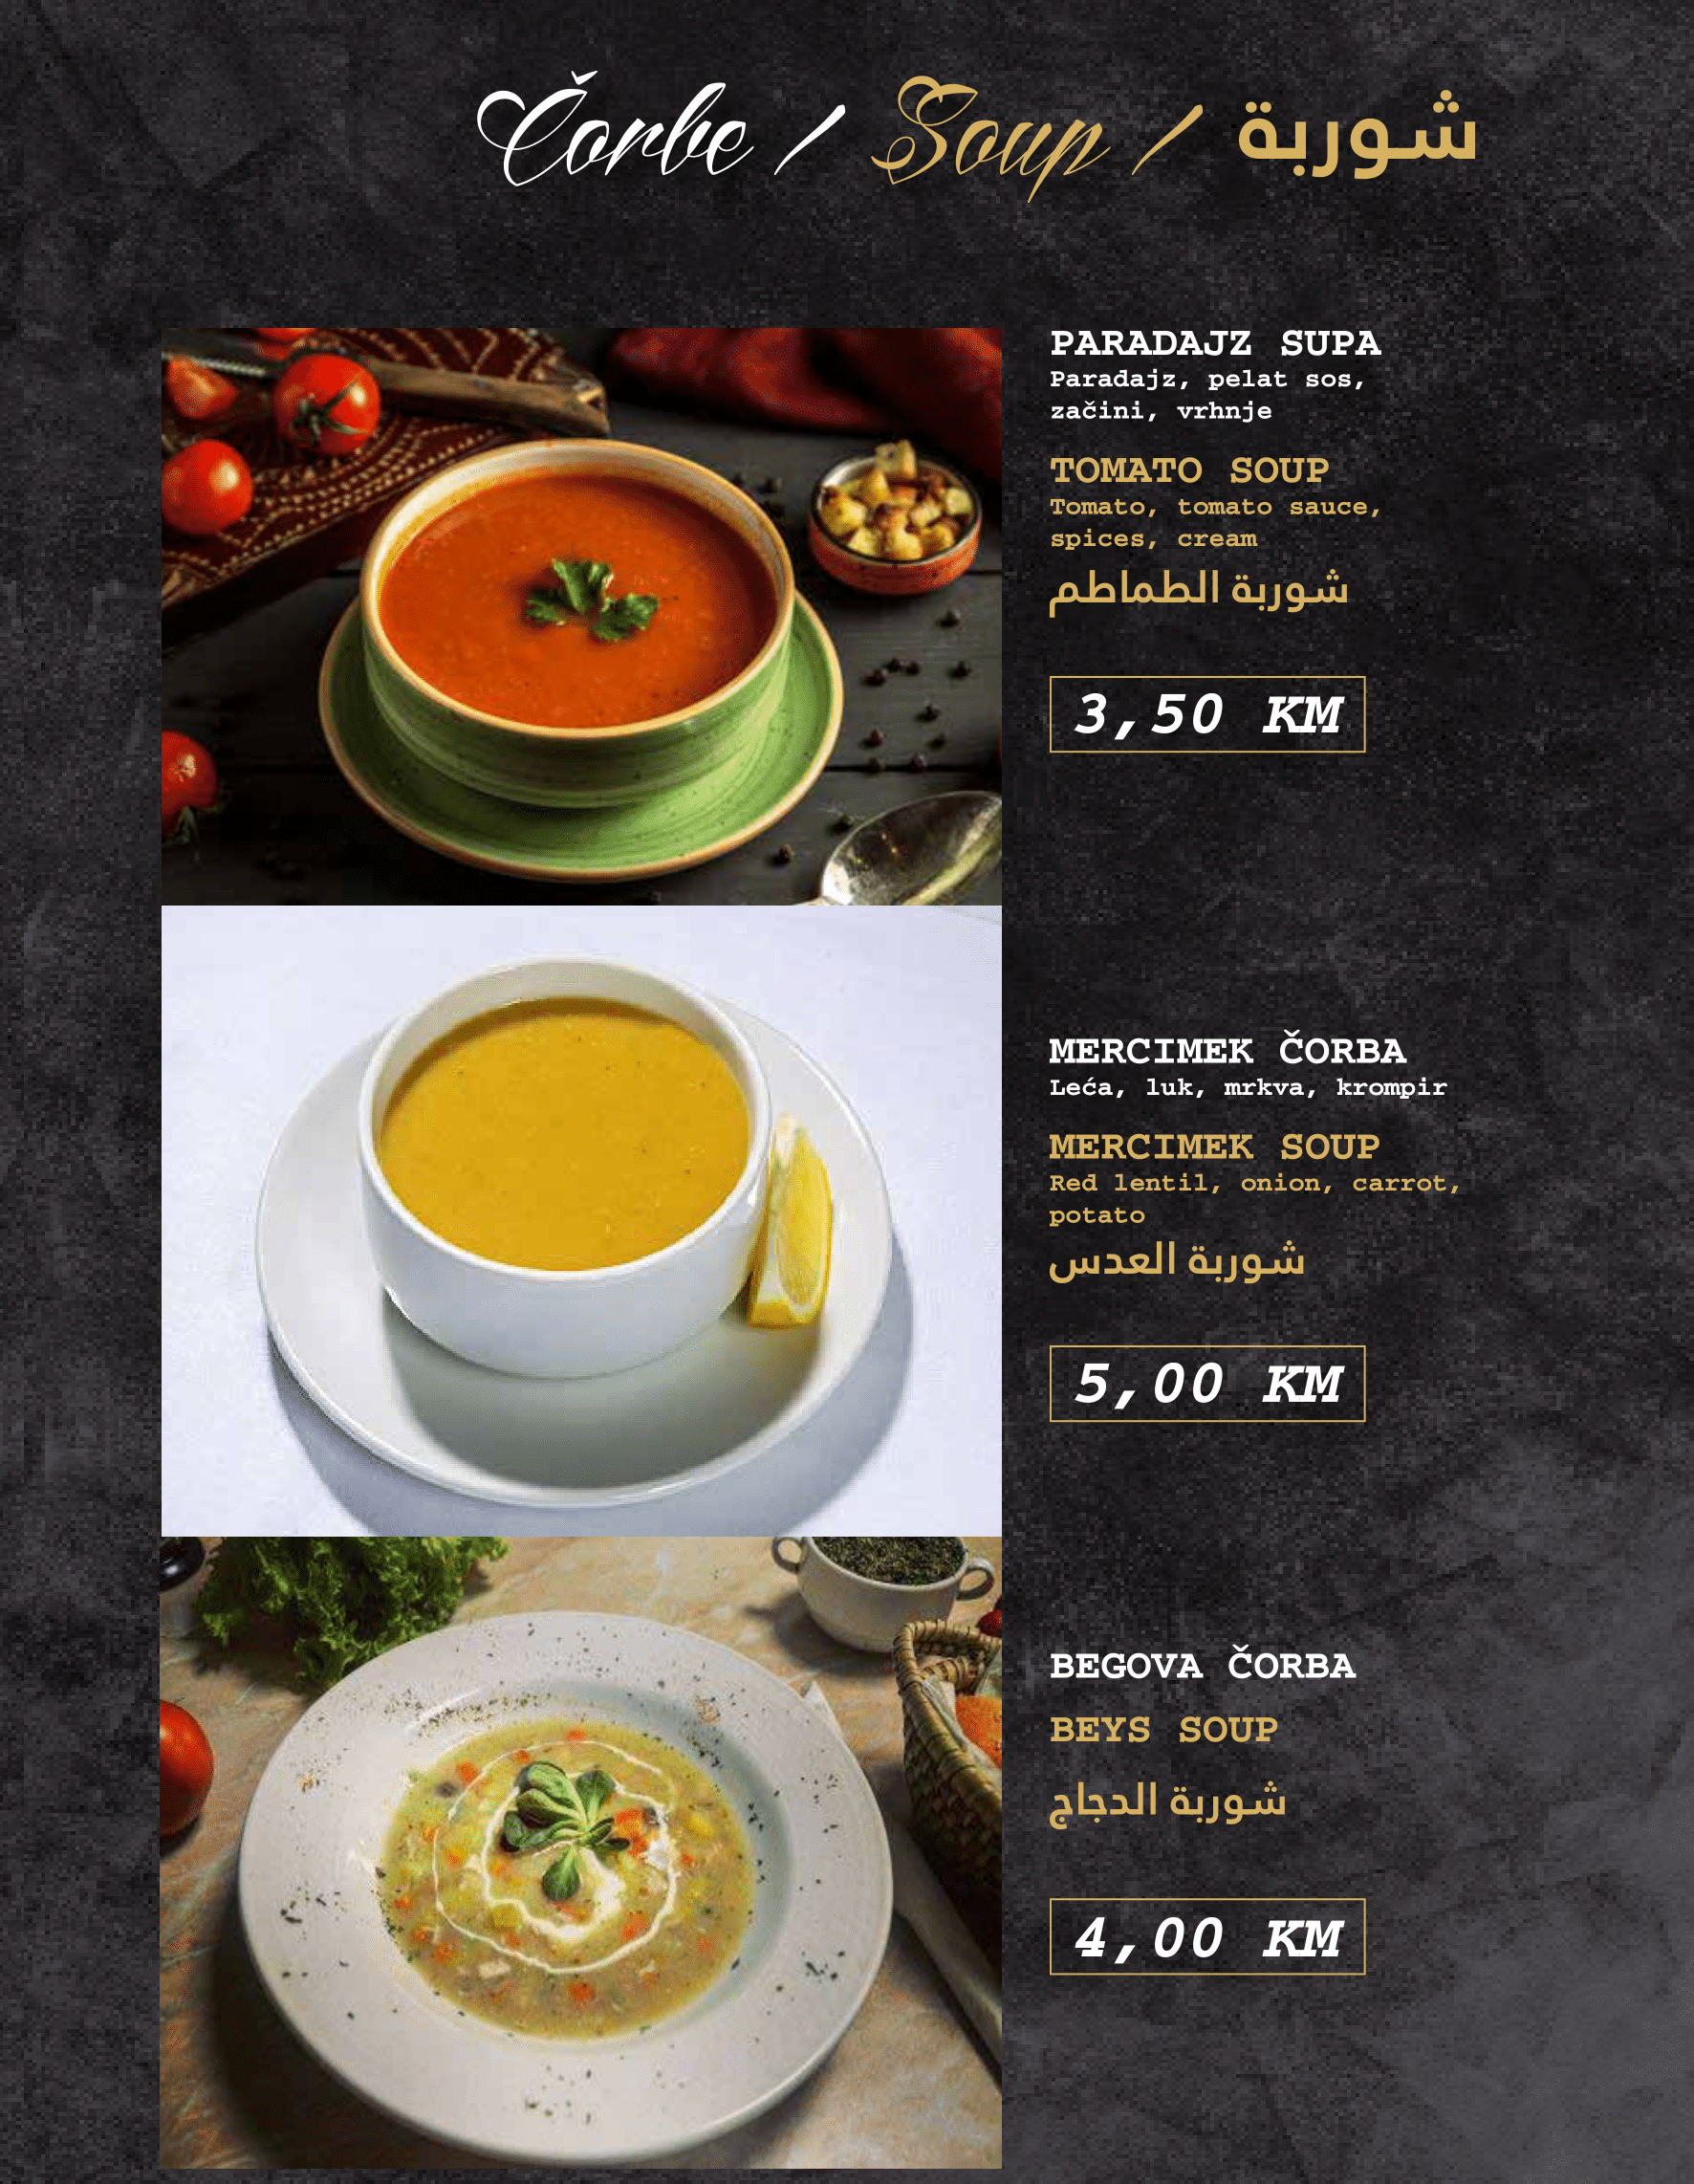 Čorbe / Soup / شوربة
PARADAJZ SUPA
Paradajz, pelat sos,
začini, vrhnje
TOMATO SOUP
Tomato, tomato sauce,
spices, cream
شوربة الطماطم
3,50 KM
MERCIMEK ČORBA
Leća, luk, mrkva, krompir
MERCIMEK SOUP
Red lentil, onion, carrot,
potato
شوربة العدس
5,00 KM
BEGOVA ČORBA
BEYS SOUP
شوربة الدجاج
4,00 KM